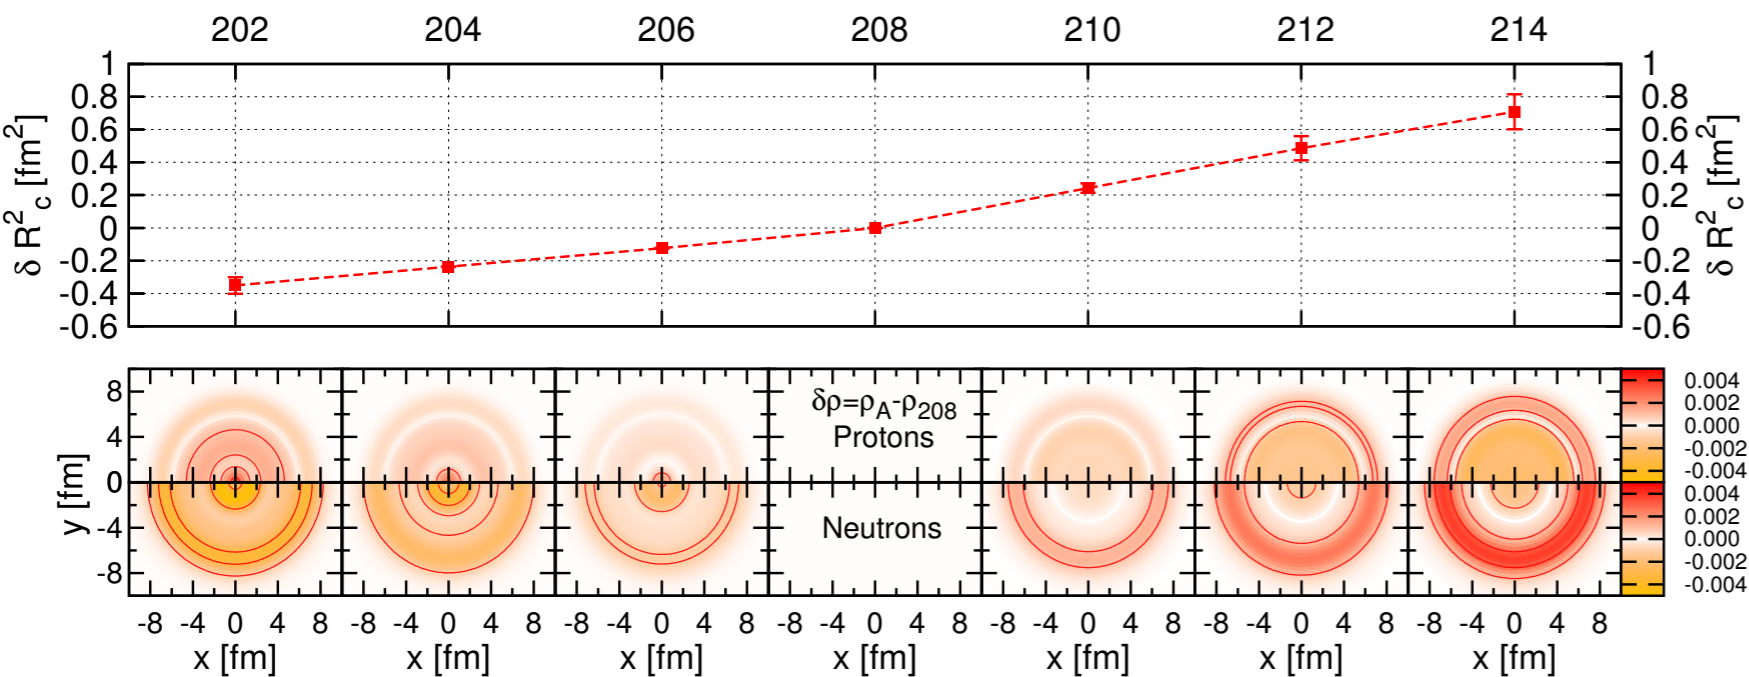 202 204 206 208 210 212 214
1 1
0.8 0.8
0.6 0.6
0.4 0.4
0.2 0.2
0 0
-0.2 -0.2
-0.4 -0.4
-0.6 -0.6
δ R²c [fm²]
δ R²c [fm²]
8
4
0
-4
-8
y [fm]
δρ=ρA-ρ208
Protons
Neutrons
0.004
0.002
0.000
-0.002
-0.004
0.004
0.002
0.000
-0.002
-0.004
-8 -4 0 4 8 -8 -4 0 4 8 -8 -4 0 4 8 -8 -4 0 4 8 -8 -4 0 4 8 -8 -4 0 4 8 -8 -4 0 4 8
x [fm] x [fm] x [fm] x [fm] x [fm] x [fm] x [fm]